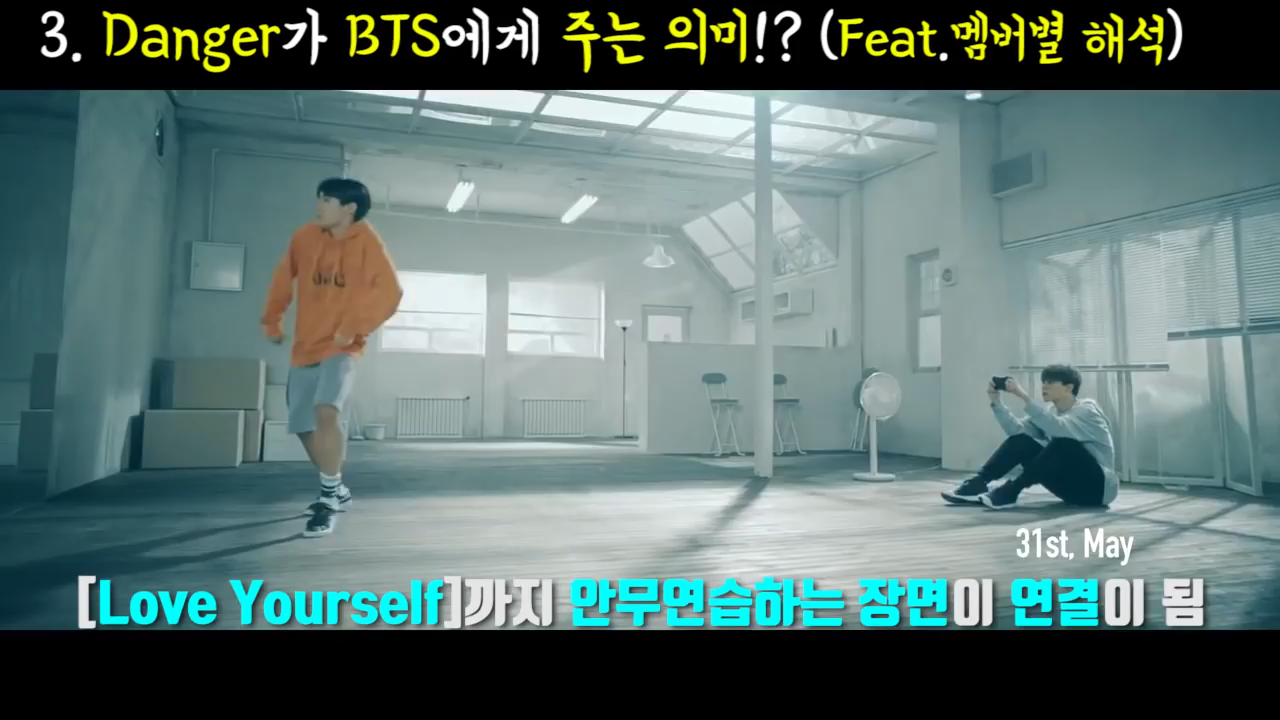 3. Danger가 BTS에게 주는 의미!? (Feat.멤버별 해석)
31st, May
[Love Yourself]까지 안무연습하는 장면이 연결이 됨